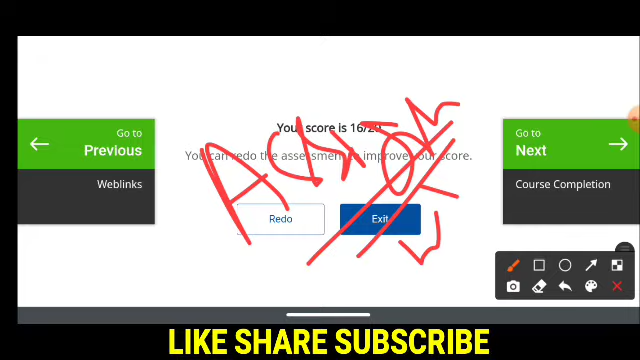 Go to
Previous
Weblinks
Your score is 16/20
You can redo the assessment to improve your score.
Redo
Exit
Go to
Next
Course Completion
LIKE SHARE SUBSCRIBE